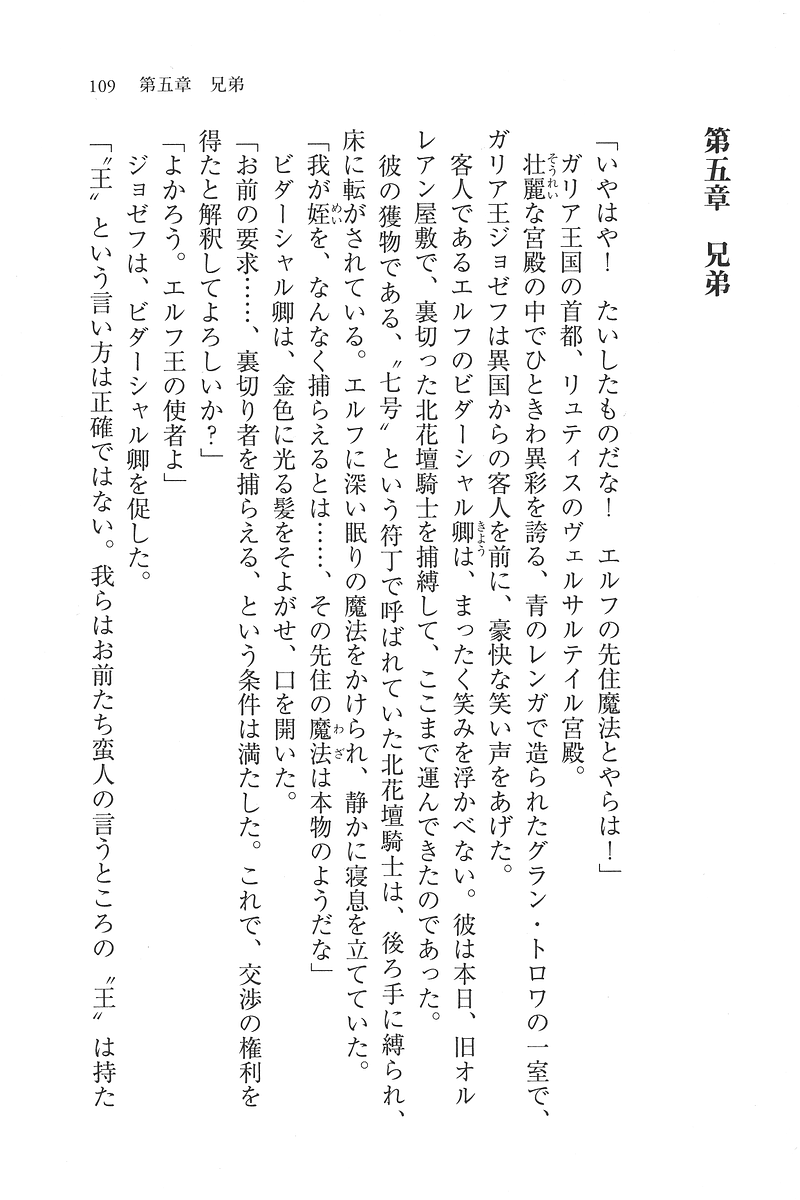 109　第五章　兄弟
第五章　兄弟
「いやはや！　たいしたものだな！　エルフの先住魔法とやらは！」
　ガリア王国の首都、リュティスのヴェルサルテイル宮殿。
　壮麗な宮殿の中でひときわ異彩を誇る、青のレンガで造られたグラン・トロワの一室で、
ガリア王ジョゼフは異国からの客人を前に、豪快な笑い声をあげた。
　客人であるエルフのビダーシャル卿は、まったく笑みを浮かべない。彼は本日、旧オル
レアン屋敷で、裏切った北花壇騎士を捕縛して、ここまで運んできたのであった。
　彼の獲物である、〝七号〟という符丁で呼ばれていた北花壇騎士は、後ろ手に縛られ、
床に転がされている。エルフに深い眠りの魔法をかけられ、静かに寝息を立てていた。
「我が姪を、なんなく捕らえるとは……、その先住の魔法は本物のようだな」
　ビダーシャル卿は、金色に光る髪をそよがせ、口を開いた。
「お前の要求……、裏切り者を捕らえる、という条件は満たした。これで、交渉の権利を
得たと解釈してよろしいか？」
「よかろう。エルフ王の使者よ」
　ジョゼフは、ビダーシャル卿を促した。
「〝王〟という言い方は正確ではない。我らはお前たち蛮人の言うところの〝王〟は持た